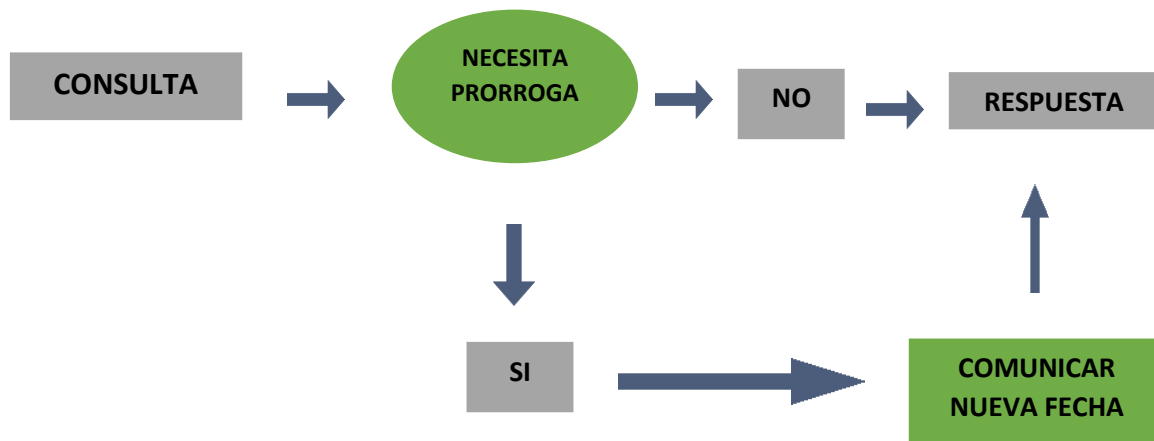 CONSULTA
NECESITA
PRORROGA
NO
RESPUESTA
SI
COMUNICAR
NUEVA FECHA